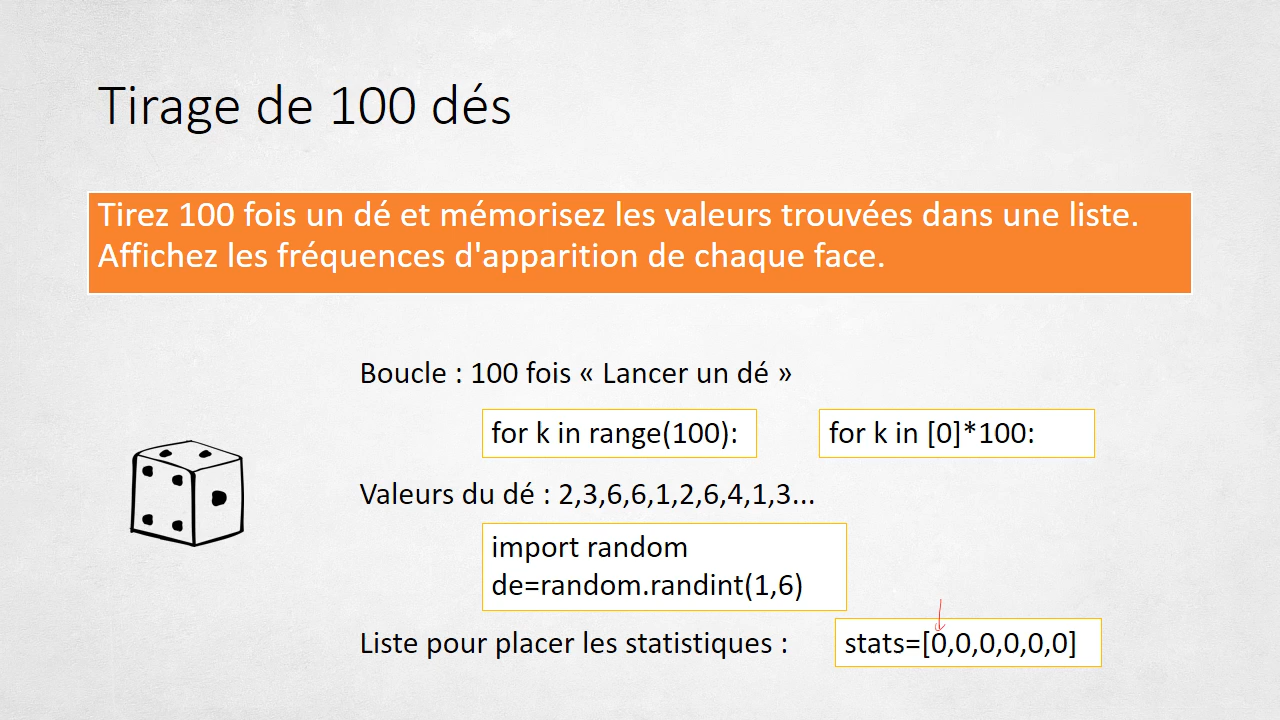 Tirage de 100 dés
Tirez 100 fois un dé et mémorisez les valeurs trouvées dans une liste.
Affichez les fréquences d'apparition de chaque face.
Boucle : 100 fois « Lancer un dé »
for k in range(100):
for k in [0]*100:
Valeurs du dé : 2,3,6,6,1,2,6,4,1,3...
import random
de=random.randint(1,6)
Liste pour placer les statistiques :
stats=[0,0,0,0,0,0]